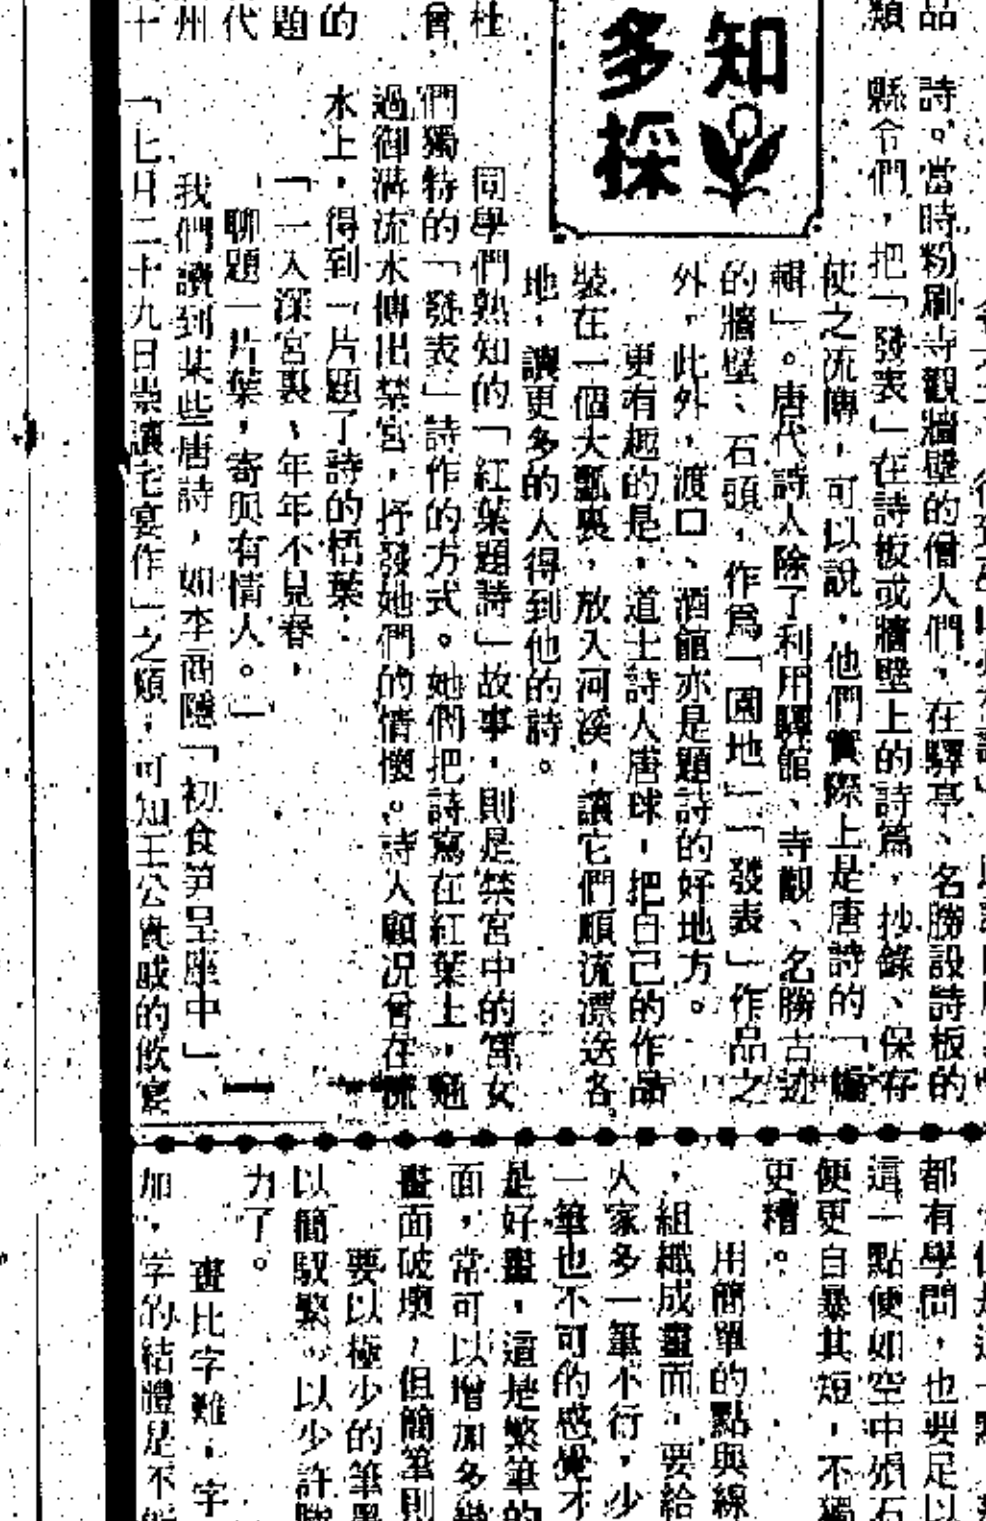 知多採
品
類
杜
會，
的
題
代
州
十
詩。當時粉刷寺觀牆壁的僧人們，在驛亭、名勝設詩板的
縣令們，把「發表」在詩板或牆壁上的詩篇，抄錄、保存
使之流傳，可以說，他們實際上是唐詩的「編
輯」。唐代詩人除了利用驛館、寺觀、名勝古迹
的牆壁、石頭，作爲「園地」「發表」作品之
外，此外，渡口、酒館亦是題詩的好地方。
更有趣的是，道士詩人唐球，把自己的作品
裝在一個大瓢裏，放入河溪，讓它們順流漂送各
地，讓更多的人得到他的詩。
同學們熟知的「紅葉題詩」故事，則是禁宮中的宮女
們獨特的「發表」詩作的方式。她們把詩寫在紅葉上，通
過御溝流水傳出禁宮，抒發她們的情懷。詩人顧况曾在流
水上，得到一片題了詩的梧葉：
「一入深宮裏、年年不見春，
聊題一片葉，寄與有情人。」
我們讀到某些唐詩，如李商隱「初食笋呈座中」、
「七月二十九日崇讓宅宴作」之類，可知王公貴戚的飲宴
都有學問，也要足以
這一點便如空中殞石
便更自暴其短，不獨
更糟。
用簡單的點與線
，組織成畫面，要給
人家多一筆不行，少
一筆也不可的感覺才
是好畫，這是繁筆的
面，常可以增加多
畫面破壞，但簡筆則
要以極少的筆墨
以簡馭繁。以少許勝
力了。
畫比字難；字
加，字的結體是不能